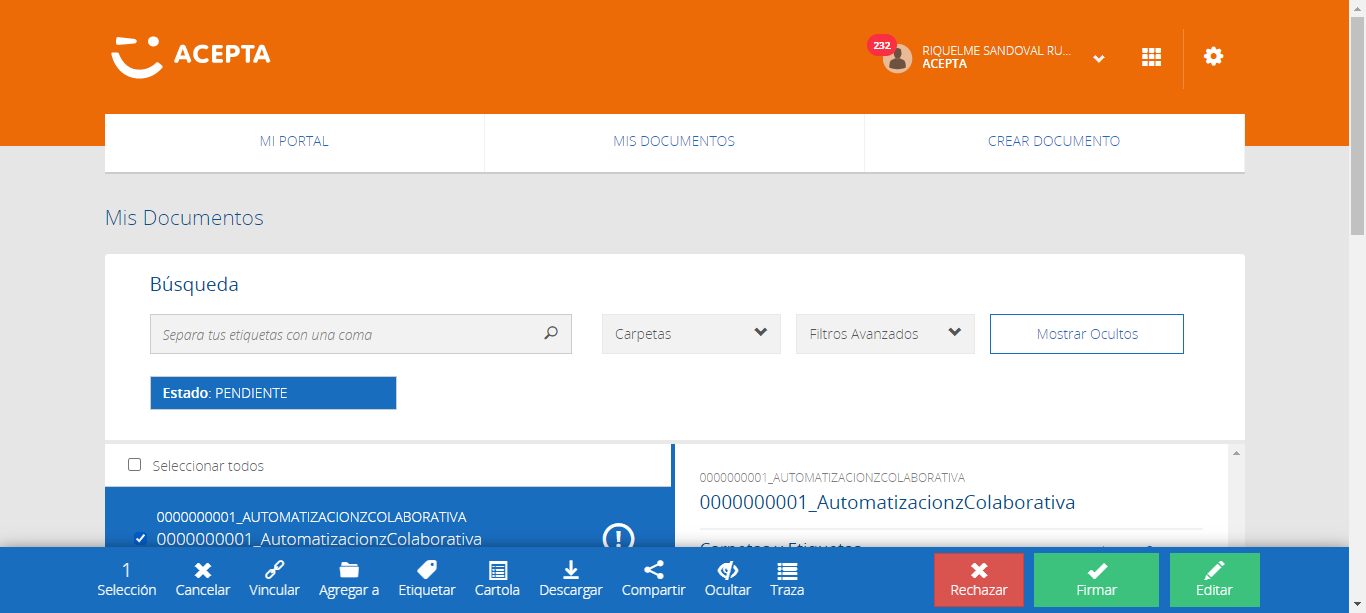 ACEPTA
232
RIQUELME SANDOVAL RU...
ACEPTA
MI PORTAL
MIS DOCUMENTOS
CREAR DOCUMENTO
Mis Documentos
Búsqueda
Separa tus etiquetas con una coma
Carpetas
Filtros Avanzados
Mostrar Ocultos
Estado: PENDIENTE
Seleccionar todos
0000000001_AUTOMATIZACIONZCOLABORATIVA
0000000001_AutomatizacionzColaborativa
0000000001_AUTOMATIZACIONZCOLABORATIVA
0000000001_AutomatizacionzColaborativa
Carpetas y Etiquetas
1
Selección
Cancelar
Vincular
Agregar a
Etiquetar
Cartola
Descargar
Compartir
Ocultar
Traza
Rechazar
Firmar
Editar